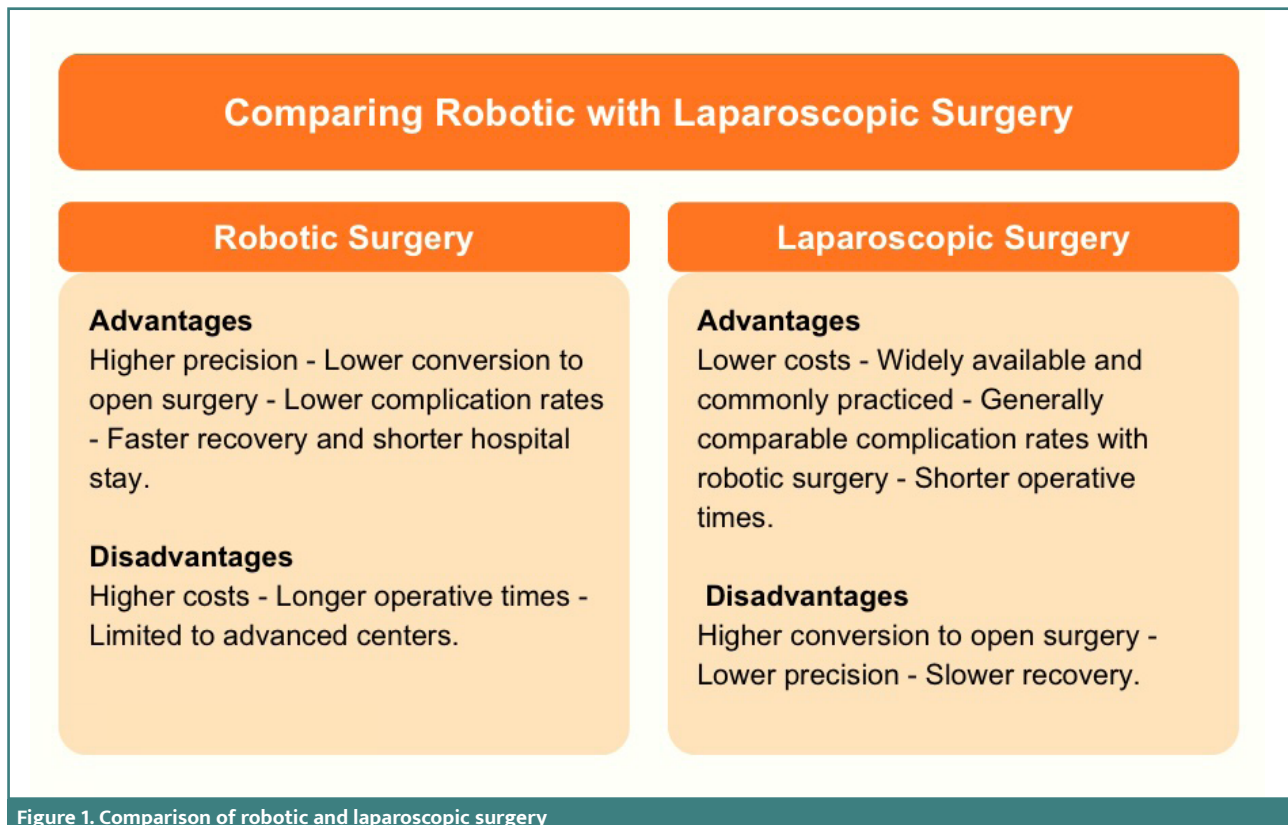 Comparing Robotic with Laparoscopic Surgery
Robotic Surgery
Advantages
Higher precision - Lower conversion to
open surgery - Lower complication rates
- Faster recovery and shorter hospital
stay.
Disadvantages
Higher costs - Longer operative times -
Limited to advanced centers.
Laparoscopic Surgery
Advantages
Lower costs - Widely available and
commonly practiced - Generally
comparable complication rates with
robotic surgery - Shorter operative
times.
Disadvantages
Higher conversion to open surgery -
Lower precision - Slower recovery.
Figure 1. Comparison of robotic and laparoscopic surgery